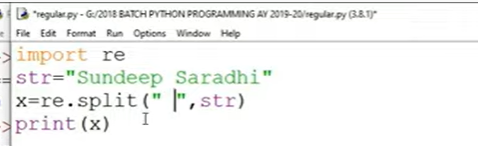 *regular.py - G:/2018 BATCH PYTHON PROGRAMMING AY 2019-20/regular.py (3.8.1)*
File Edit Format Run Options Window Help
import re
str="Sundeep Saradhi"
x=re.split(" ",str)
print(x)